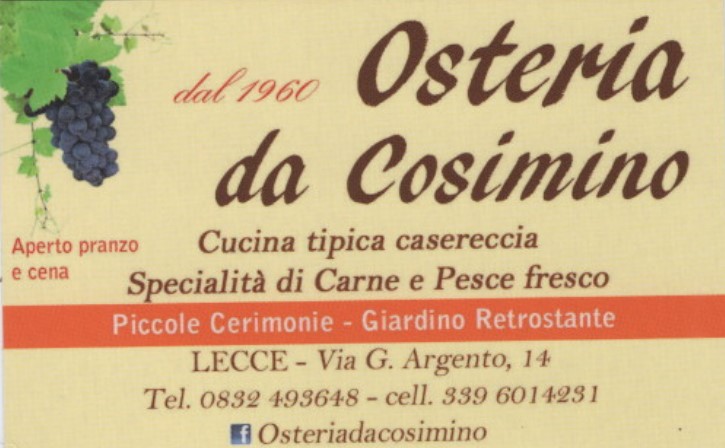 dal 1960 Osteria
da Cosimino
Aperto pranzo
e cena
Cucina tipica casereccia
Specialità di Carne e Pesce fresco
Piccole Cerimonie - Giardino Retrostante
LECCE - Via G. Argento, 14
Tel. 0832 493648 - cell. 339 6014231
f Osteriadacosimino